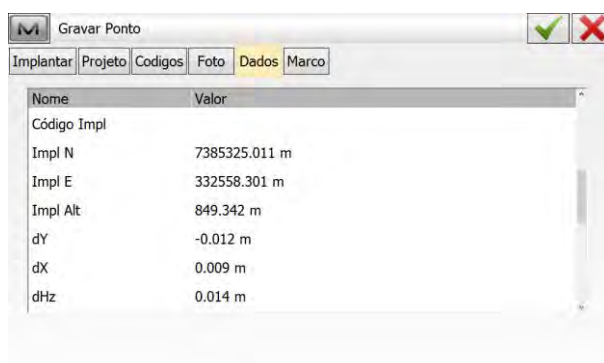 M Gravar Ponto
Implantar Projeto Codigos Foto Dados Marco
Nome Valor
Código Impl
Impl N 7385325.011 m
Impl E 332558.301 m
Impl Alt 849.342 m
dY -0.012 m
dX 0.009 m
dHz 0.014 m